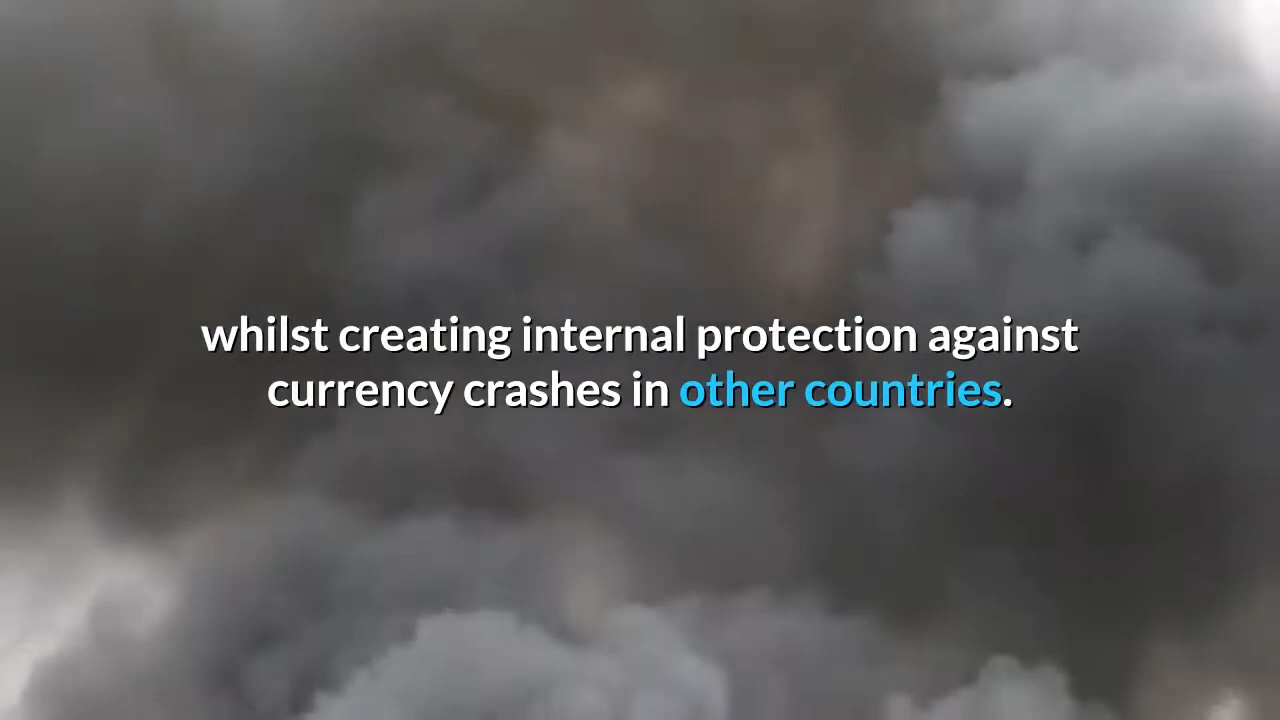 whilst creating internal protection against
currency crashes in other countries.